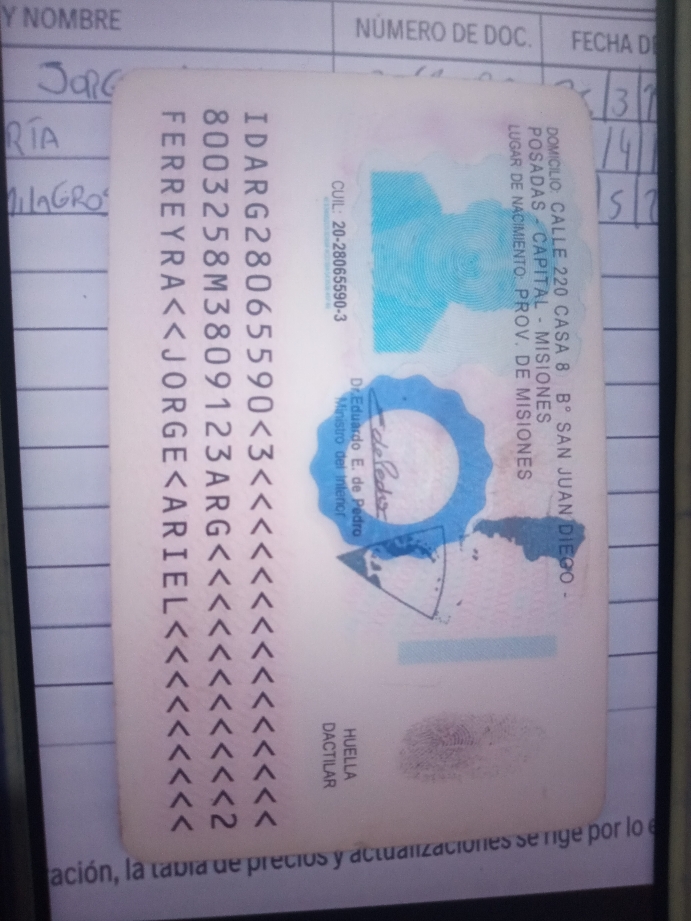 Y NOMBRE
NÚMERO DE DOC.
FECHA DE
RÍA
MILAGROS
DOMICILIO: CALLE 220 CASA 8 B° SAN JUAN DIEGO -
POSADAS - CAPITAL - MISIONES
LUGAR DE NACIMIENTO: PROV. DE MISIONES
CUIL: 20-28065590-3
Dr. Eduardo E. de Pedro
Ministro del Interior
HUELLA
DACTILAR
IDARG28065590<3<<<<<<<<<<<<<<<
8003258M3809123ARG<<<<<<<<<<<2
FERREYRA<<JORGE<ARIEL<<<<<<<<<
ación, la tabla de precios y actualizaciones se rige por lo e